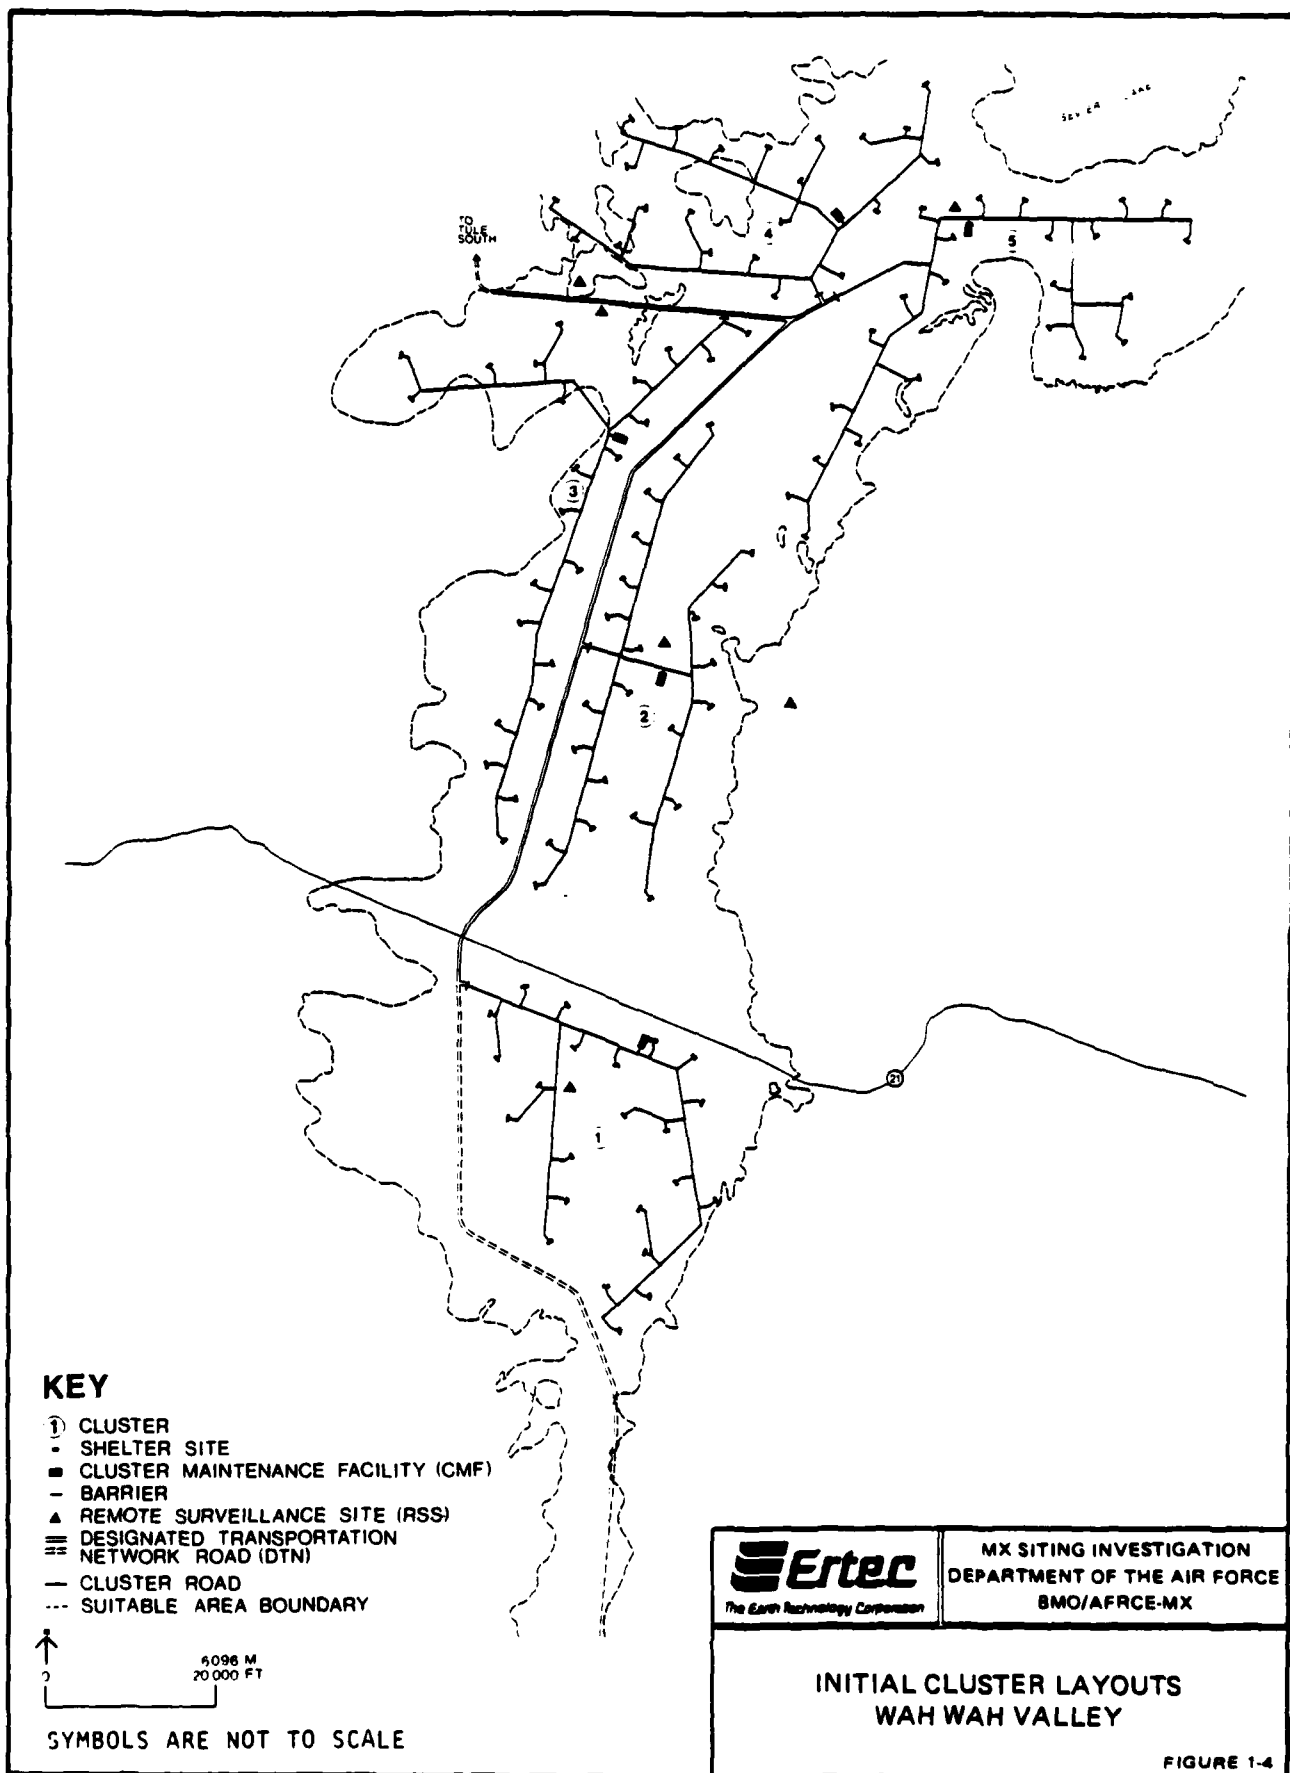 SEVIER LAKE
TO
TULE
SOUTH
4
5
3
2
21
1
KEY
1 CLUSTER
SHELTER SITE
CLUSTER MAINTENANCE FACILITY (CMF)
BARRIER
REMOTE SURVEILLANCE SITE (RSS)
DESIGNATED TRANSPORTATION
NETWORK ROAD (DTN)
CLUSTER ROAD
SUITABLE AREA BOUNDARY
N
0
6096 M
20 000 FT
SYMBOLS ARE NOT TO SCALE
Ertec
The Earth Technology Corporation
MX SITING INVESTIGATION
DEPARTMENT OF THE AIR FORCE
BMO/AFRCE-MX
INITIAL CLUSTER LAYOUTS
WAH WAH VALLEY
FIGURE 1-4